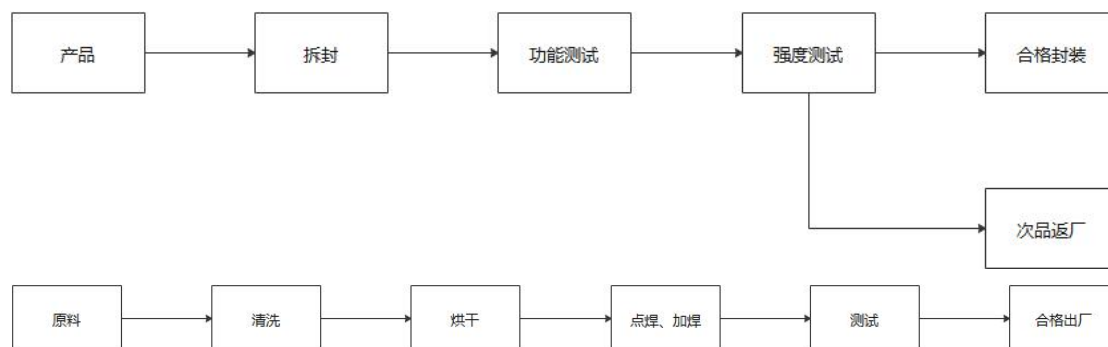 产品
拆封
功能测试
强度测试
合格封装
次品返厂
原料
清洗
烘干
点焊、加焊
测试
合格出厂